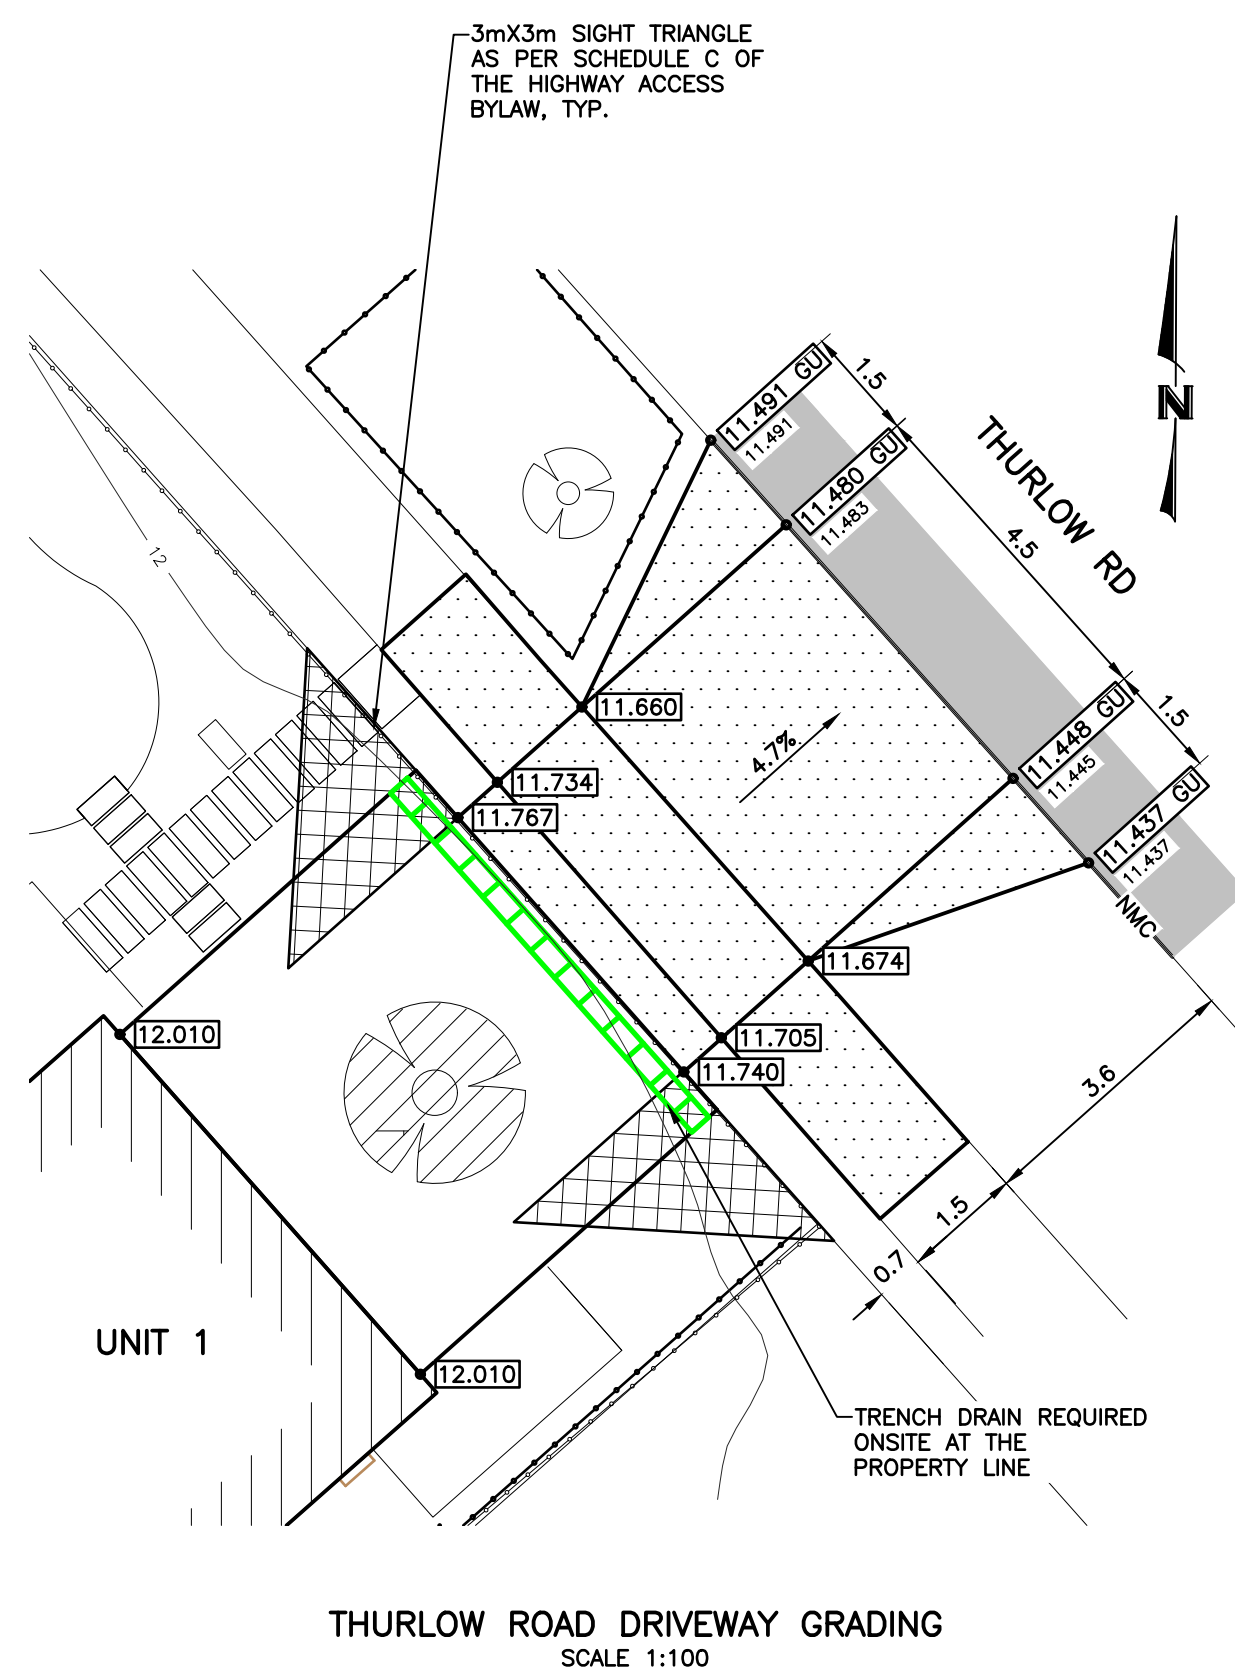 3mX3m SIGHT TRIANGLE
AS PER SCHEDULE C OF
THE HIGHWAY ACCESS
BYLAW, TYP.
N
11.491 GU
11.491
1.5
11.480 GU
11.483
THURLOW RD
4.5
12
11.448 GU
11.445
1.5
11.660
4.7%
11.734
11.767
11.437 GU
11.437
NMC
11.674
12.010
11.705
11.740
3.6
1.5
0.7
UNIT 1
12.010
TRENCH DRAIN REQUIRED
ONSITE AT THE
PROPERTY LINE
THURLOW ROAD DRIVEWAY GRADING
SCALE 1:100